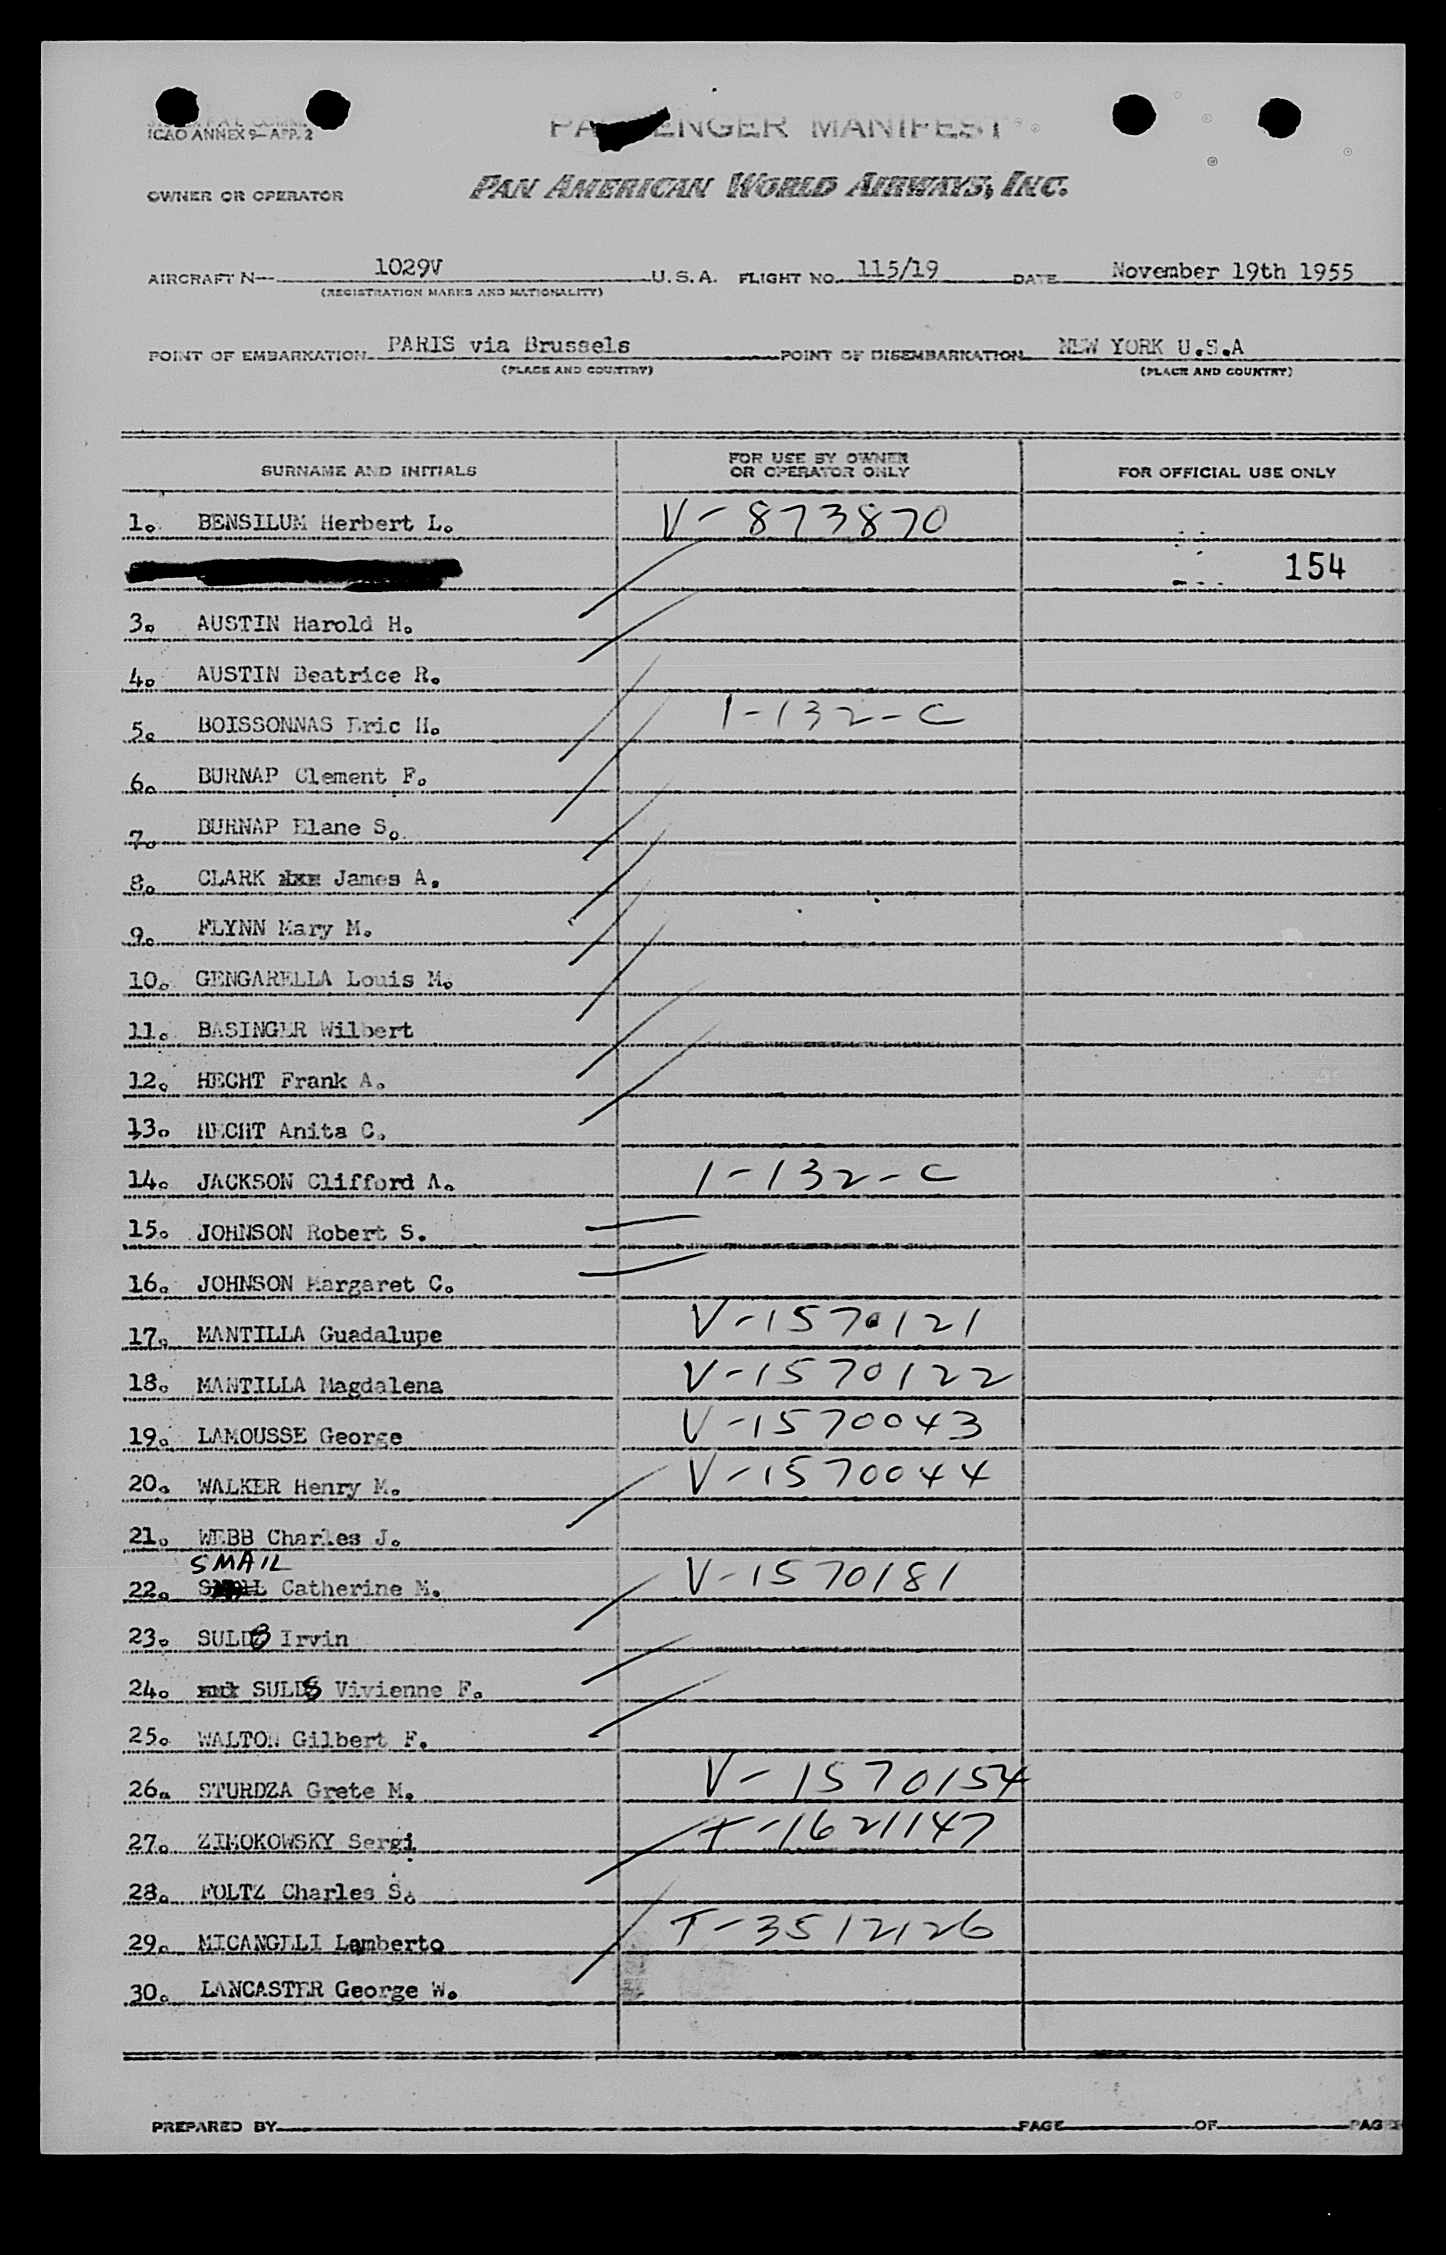 ICAO ANNEX 9—APP. 2
PASSENGER MANIFEST
OWNER OR OPERATOR
PAN AMERICAN WORLD AIRWAYS, INC.
AIRCRAFT N— 1029V U.S.A. FLIGHT NO. 115/19 DATE November 19th 1955
(REGISTRATION MARKS AND NATIONALITY)
POINT OF EMBARKATION PARIS via Brussels POINT OF DISEMBARKATION NEW YORK U.S.A
(PLACE AND COUNTRY) (PLACE AND COUNTRY)
SURNAME AND INITIALS FOR USE BY OWNER OR OPERATOR ONLY FOR OFFICIAL USE ONLY
1. BENSILUM Herbert L. V-873870
154
3. AUSTIN Harold H.
4. AUSTIN Beatrice R.
5. BOISSONNAS Eric H. 1-132-C
6. BURNAP Clement F.
7. BURNAP Elane S.
8. CLARK James A.
9. FLYNN Mary M.
10. GENGARELLA Louis M.
11. BASINGER Wilbert
12. HECHT Frank A.
13. HECHT Anita C.
14. JACKSON Clifford A. 1-132-C
15. JOHNSON Robert S.
16. JOHNSON Margaret C.
17. MANTILLA Guadalupe V-1570121
18. MANTILLA Magdalena V-1570122
19. LAMOUSSE George V-1570043
20. WALKER Henry M. V-1570044
21. WEBB Charles J.
SMAIL
22. Catherine M. V-1570181
23. SULDS Irvin
24. SULDS Vivienne F.
25. WALTON Gilbert F.
26. STURDZA Grete M. V-1570154
27. ZIMOKOWSKY Sergi T-1621147
28. FOLTZ Charles S.
29. MICANGELI Lamberto T-3512126
30. LANCASTER George W.
PREPARED BY PAGE OF PAGES